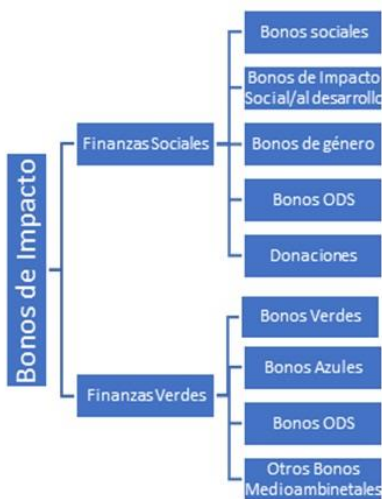 Bonos de Impacto
Finanzas Sociales
Bonos sociales
Bonos de Impacto
Social/al desarrollo
Bonos de género
Bonos ODS
Donaciones
Finanzas Verdes
Bonos Verdes
Bonos Azules
Bonos ODS
Otros Bonos
Medioambinetales